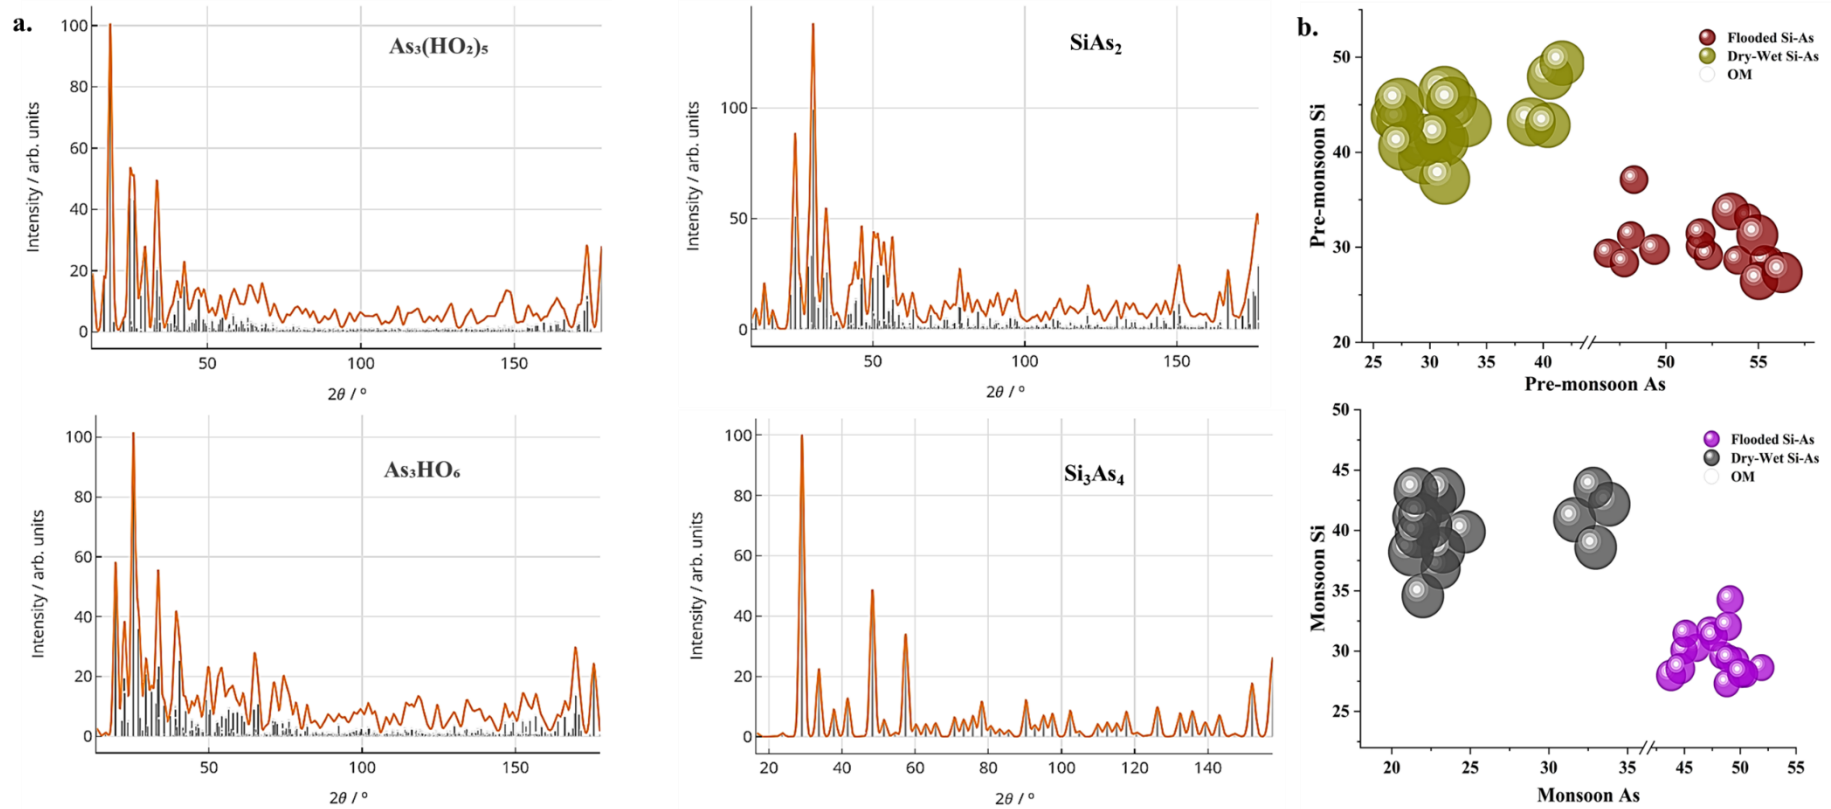 a.
As₃(HO₂)₅
Intensity / arb. units
100
80
60
40
20
0
50
100
150
2θ / º
SiAs₂
Intensity / arb. units
100
50
0
50
100
150
2θ / º
As₃HO₆
Intensity / arb. units
100
80
60
40
20
0
50
100
150
2θ / º
Si₃As₄
Intensity / arb. units
100
80
60
40
20
0
20
40
60
80
100
120
140
2θ / º
b.
Flooded Si-As
Dry-Wet Si-As
OM
Pre-monsoon Si
50
40
30
20
25
30
35
40
50
55
Pre-monsoon As
Flooded Si-As
Dry-Wet Si-As
OM
Monsoon Si
50
45
40
35
30
25
20
25
30
35
45
50
55
Monsoon As